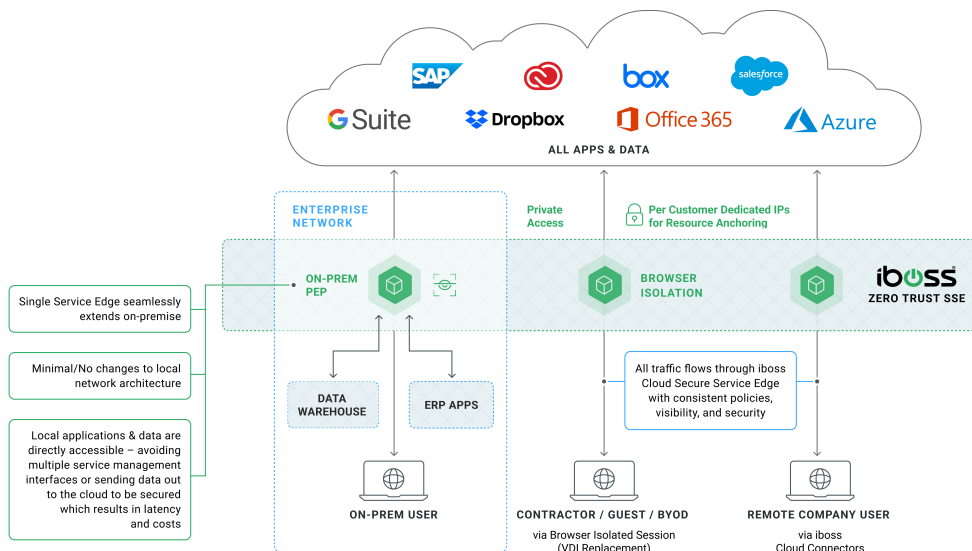 SAP
box
salesforce
G Suite
Dropbox
Office 365
Azure
ALL APPS & DATA
ENTERPRISE
NETWORK
Private
Access
Per Customer Dedicated IPs
for Resource Anchoring
ON-PREM
PEP
BROWSER
ISOLATION
iboss
ZERO TRUST SSE
Single Service Edge seamlessly
extends on-premise
Minimal/No changes to local
network architecture
Local applications & data are
directly accessible – avoiding
multiple service management
interfaces or sending data out
to the cloud to be secured
which results in latency
and costs
DATA
WAREHOUSE
ERP APPS
All traffic flows through iboss
Cloud Secure Service Edge
with consistent policies,
visibility, and security
ON-PREM USER
CONTRACTOR / GUEST / BYOD
via Browser Isolated Session
(VDI Replacement)
REMOTE COMPANY USER
via iboss
Cloud Connectors